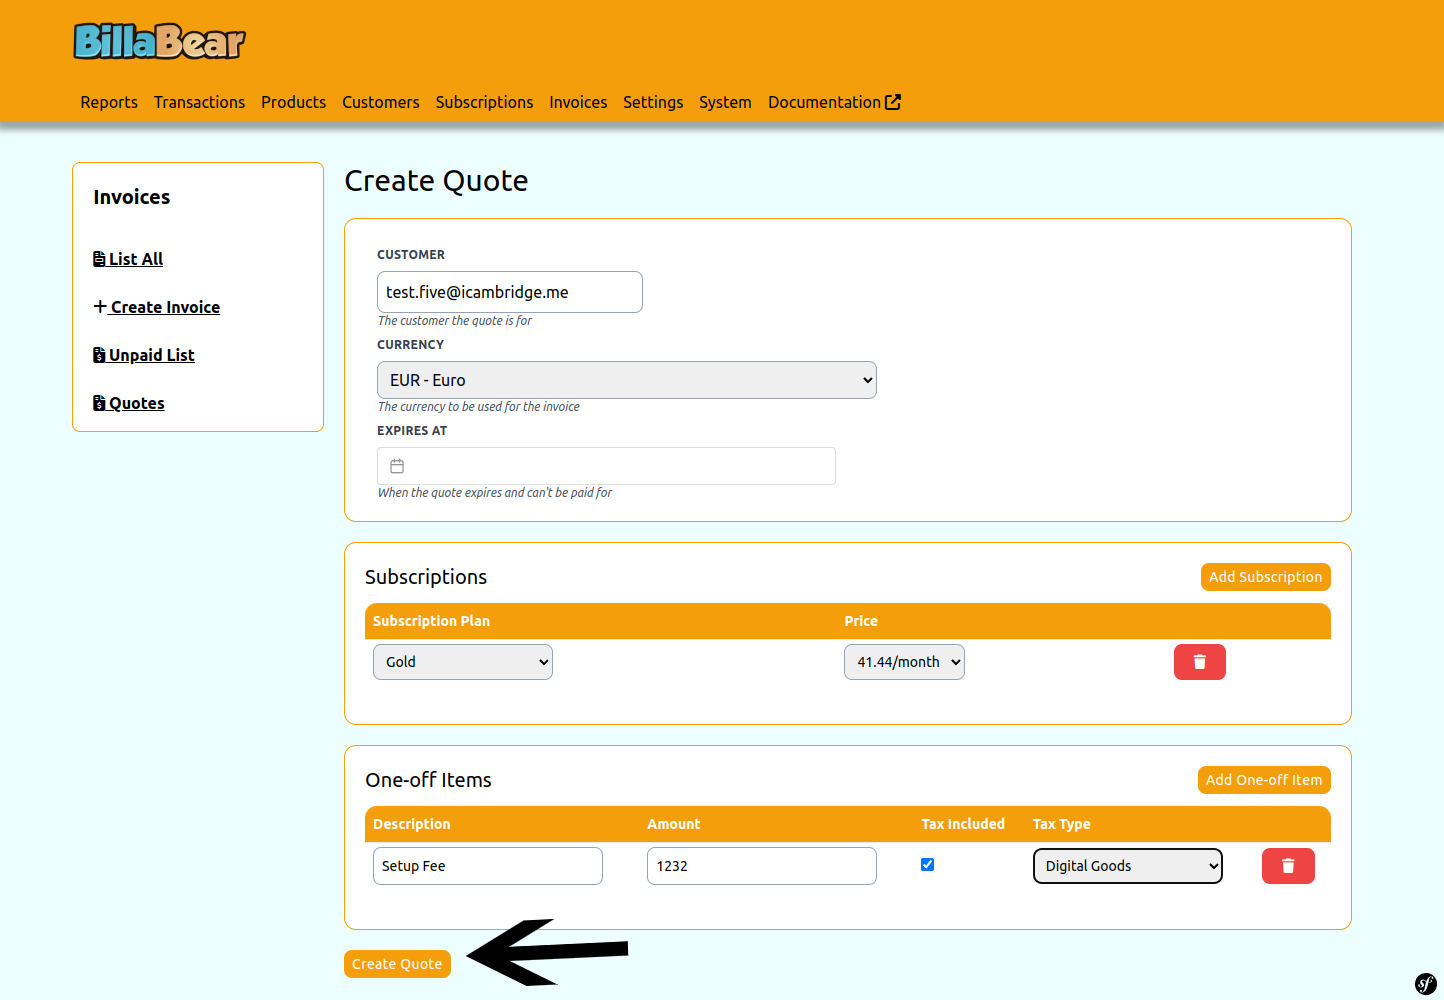 BillaBear
Reports Transactions Products Customers Subscriptions Invoices Settings System Documentation
Invoices
List All
Create Invoice
Unpaid List
Quotes
Create Quote
CUSTOMER
test.five@icambridge.me
The customer the quote is for
CURRENCY
EUR - Euro
The currency to be used for the invoice
EXPIRES AT
When the quote expires and can't be paid for
Subscriptions Add Subscription
Subscription Plan Price
Gold 41.44/month
One-off Items Add One-off Item
Description Amount Tax Included Tax Type
Setup Fee 1232 Digital Goods
Create Quote
sf